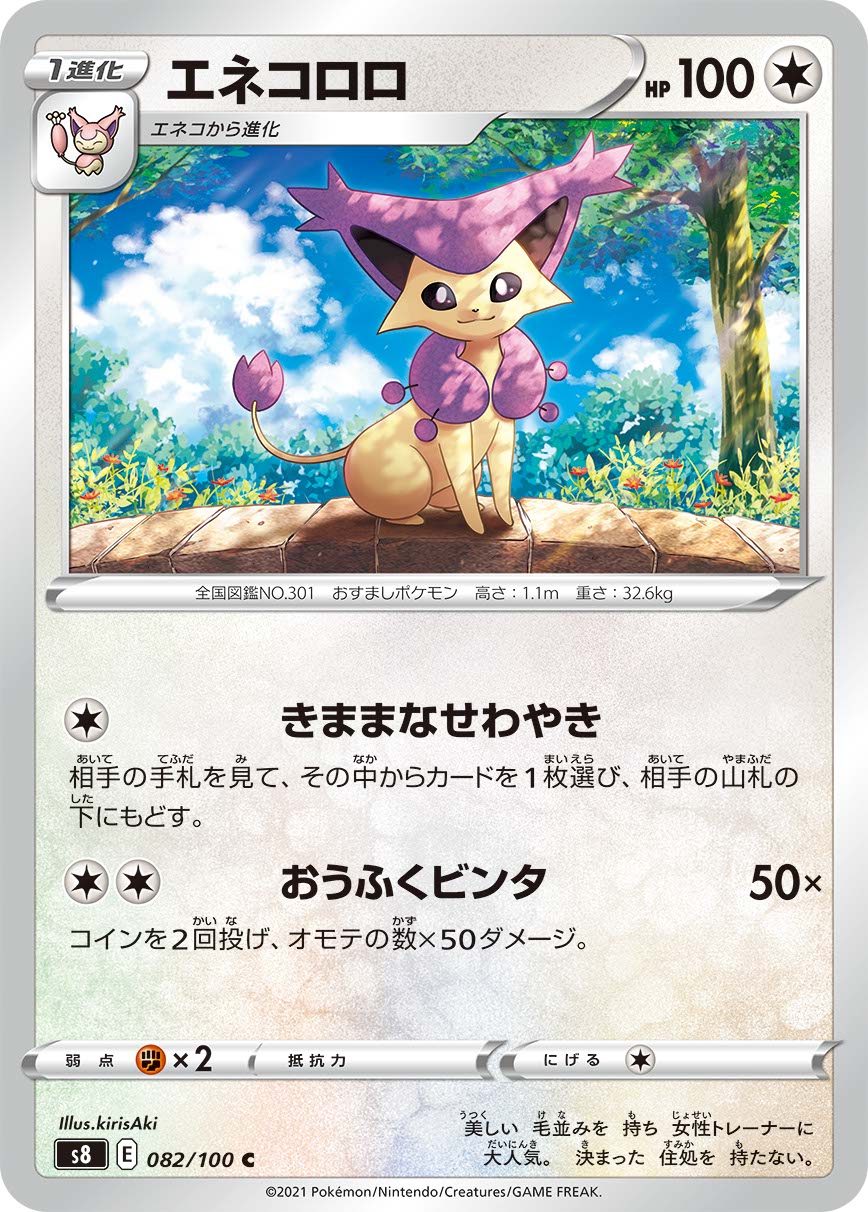 1進化
エネコロロ
HP 100
エネコから進化
全国図鑑NO.301 おすましポケモン 高さ：1.1m 重さ：32.6kg
きままなせわやき
相手の手札を見て、その中からカードを1枚選び、相手の山札の
下にもどす。
おうふくビンタ 50×
コインを2回投げ、オモテの数×50ダメージ。
弱点 ×2 抵抗力 にげる
Illus.kirisAki
美しい 毛並みを 持ち 女性トレーナーに
大人気。 決まった 住処を 持たない。
s8 E 082/100 C
©2021 Pokémon/Nintendo/Creatures/GAME FREAK.